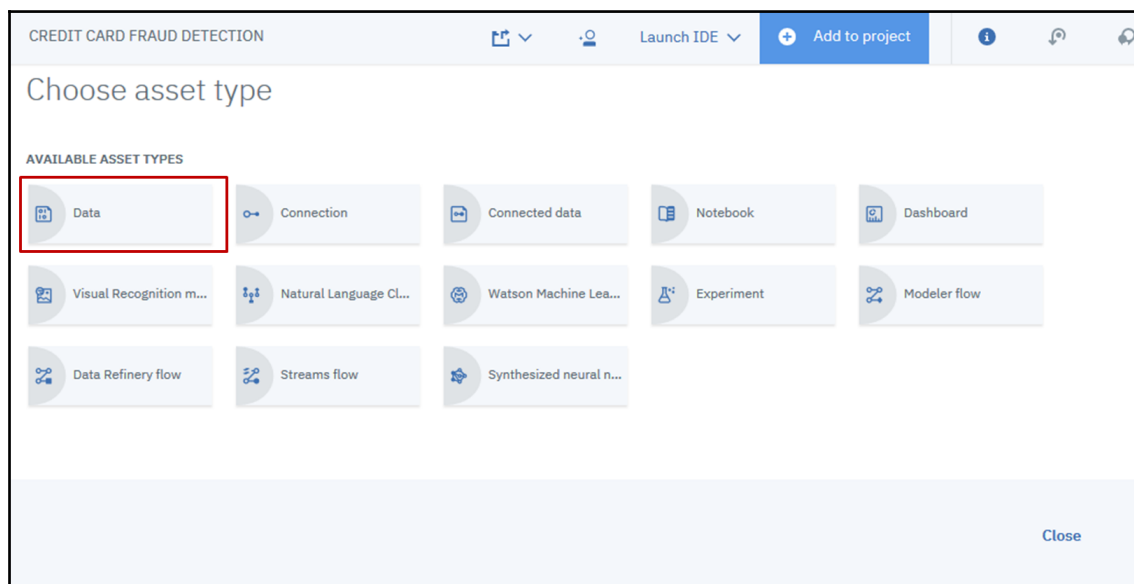 CREDIT CARD FRAUD DETECTION Launch IDE Add to project
Choose asset type
AVAILABLE ASSET TYPES
Data Connection Connected data Notebook Dashboard
Visual Recognition m... Natural Language Cl... Watson Machine Lea... Experiment Modeler flow
Data Refinery flow Streams flow Synthesized neural n...
Close